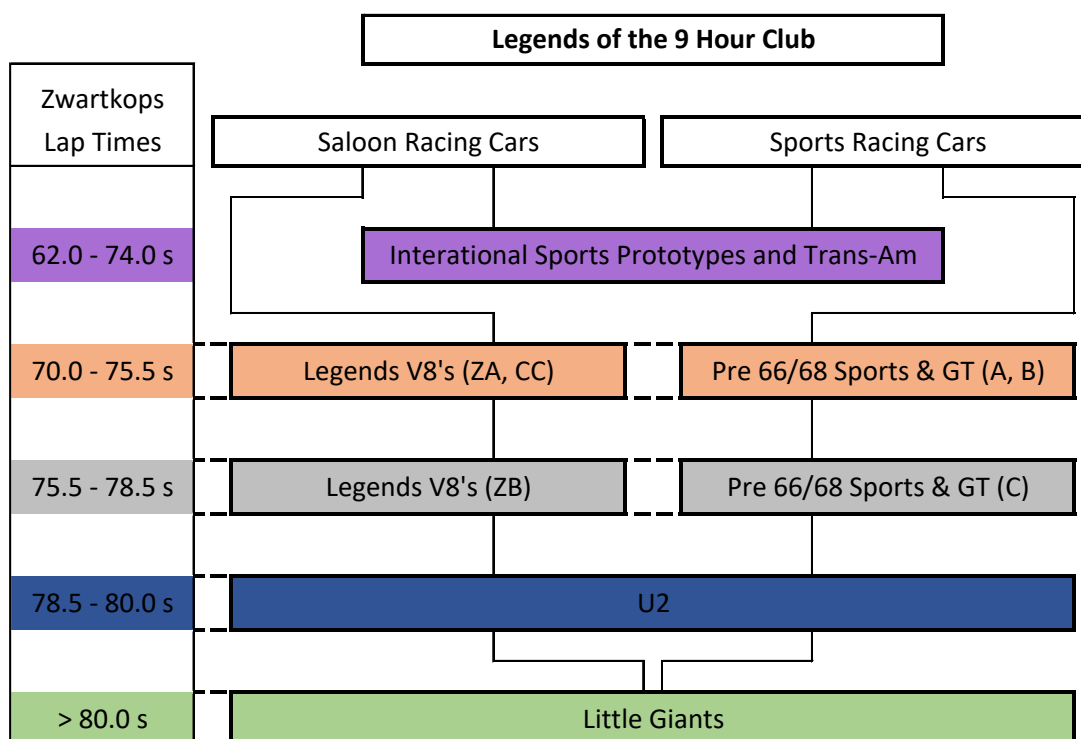 Legends of the 9 Hour Club
Zwartkops
Lap Times
Saloon Racing Cars
Sports Racing Cars
62.0 - 74.0 s
Interational Sports Prototypes and Trans-Am
70.0 - 75.5 s
Legends V8's (ZA, CC)
Pre 66/68 Sports & GT (A, B)
75.5 - 78.5 s
Legends V8's (ZB)
Pre 66/68 Sports & GT (C)
78.5 - 80.0 s
U2
> 80.0 s
Little Giants